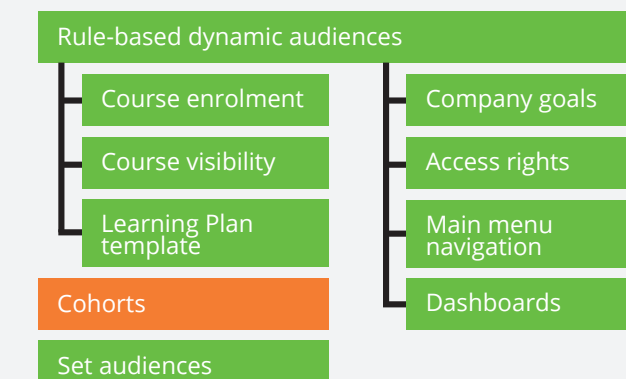 Rule-based dynamic audiences
Course enrolment
Course visibility
Learning Plan
template
Company goals
Access rights
Main menu
navigation
Dashboards
Cohorts
Set audiences